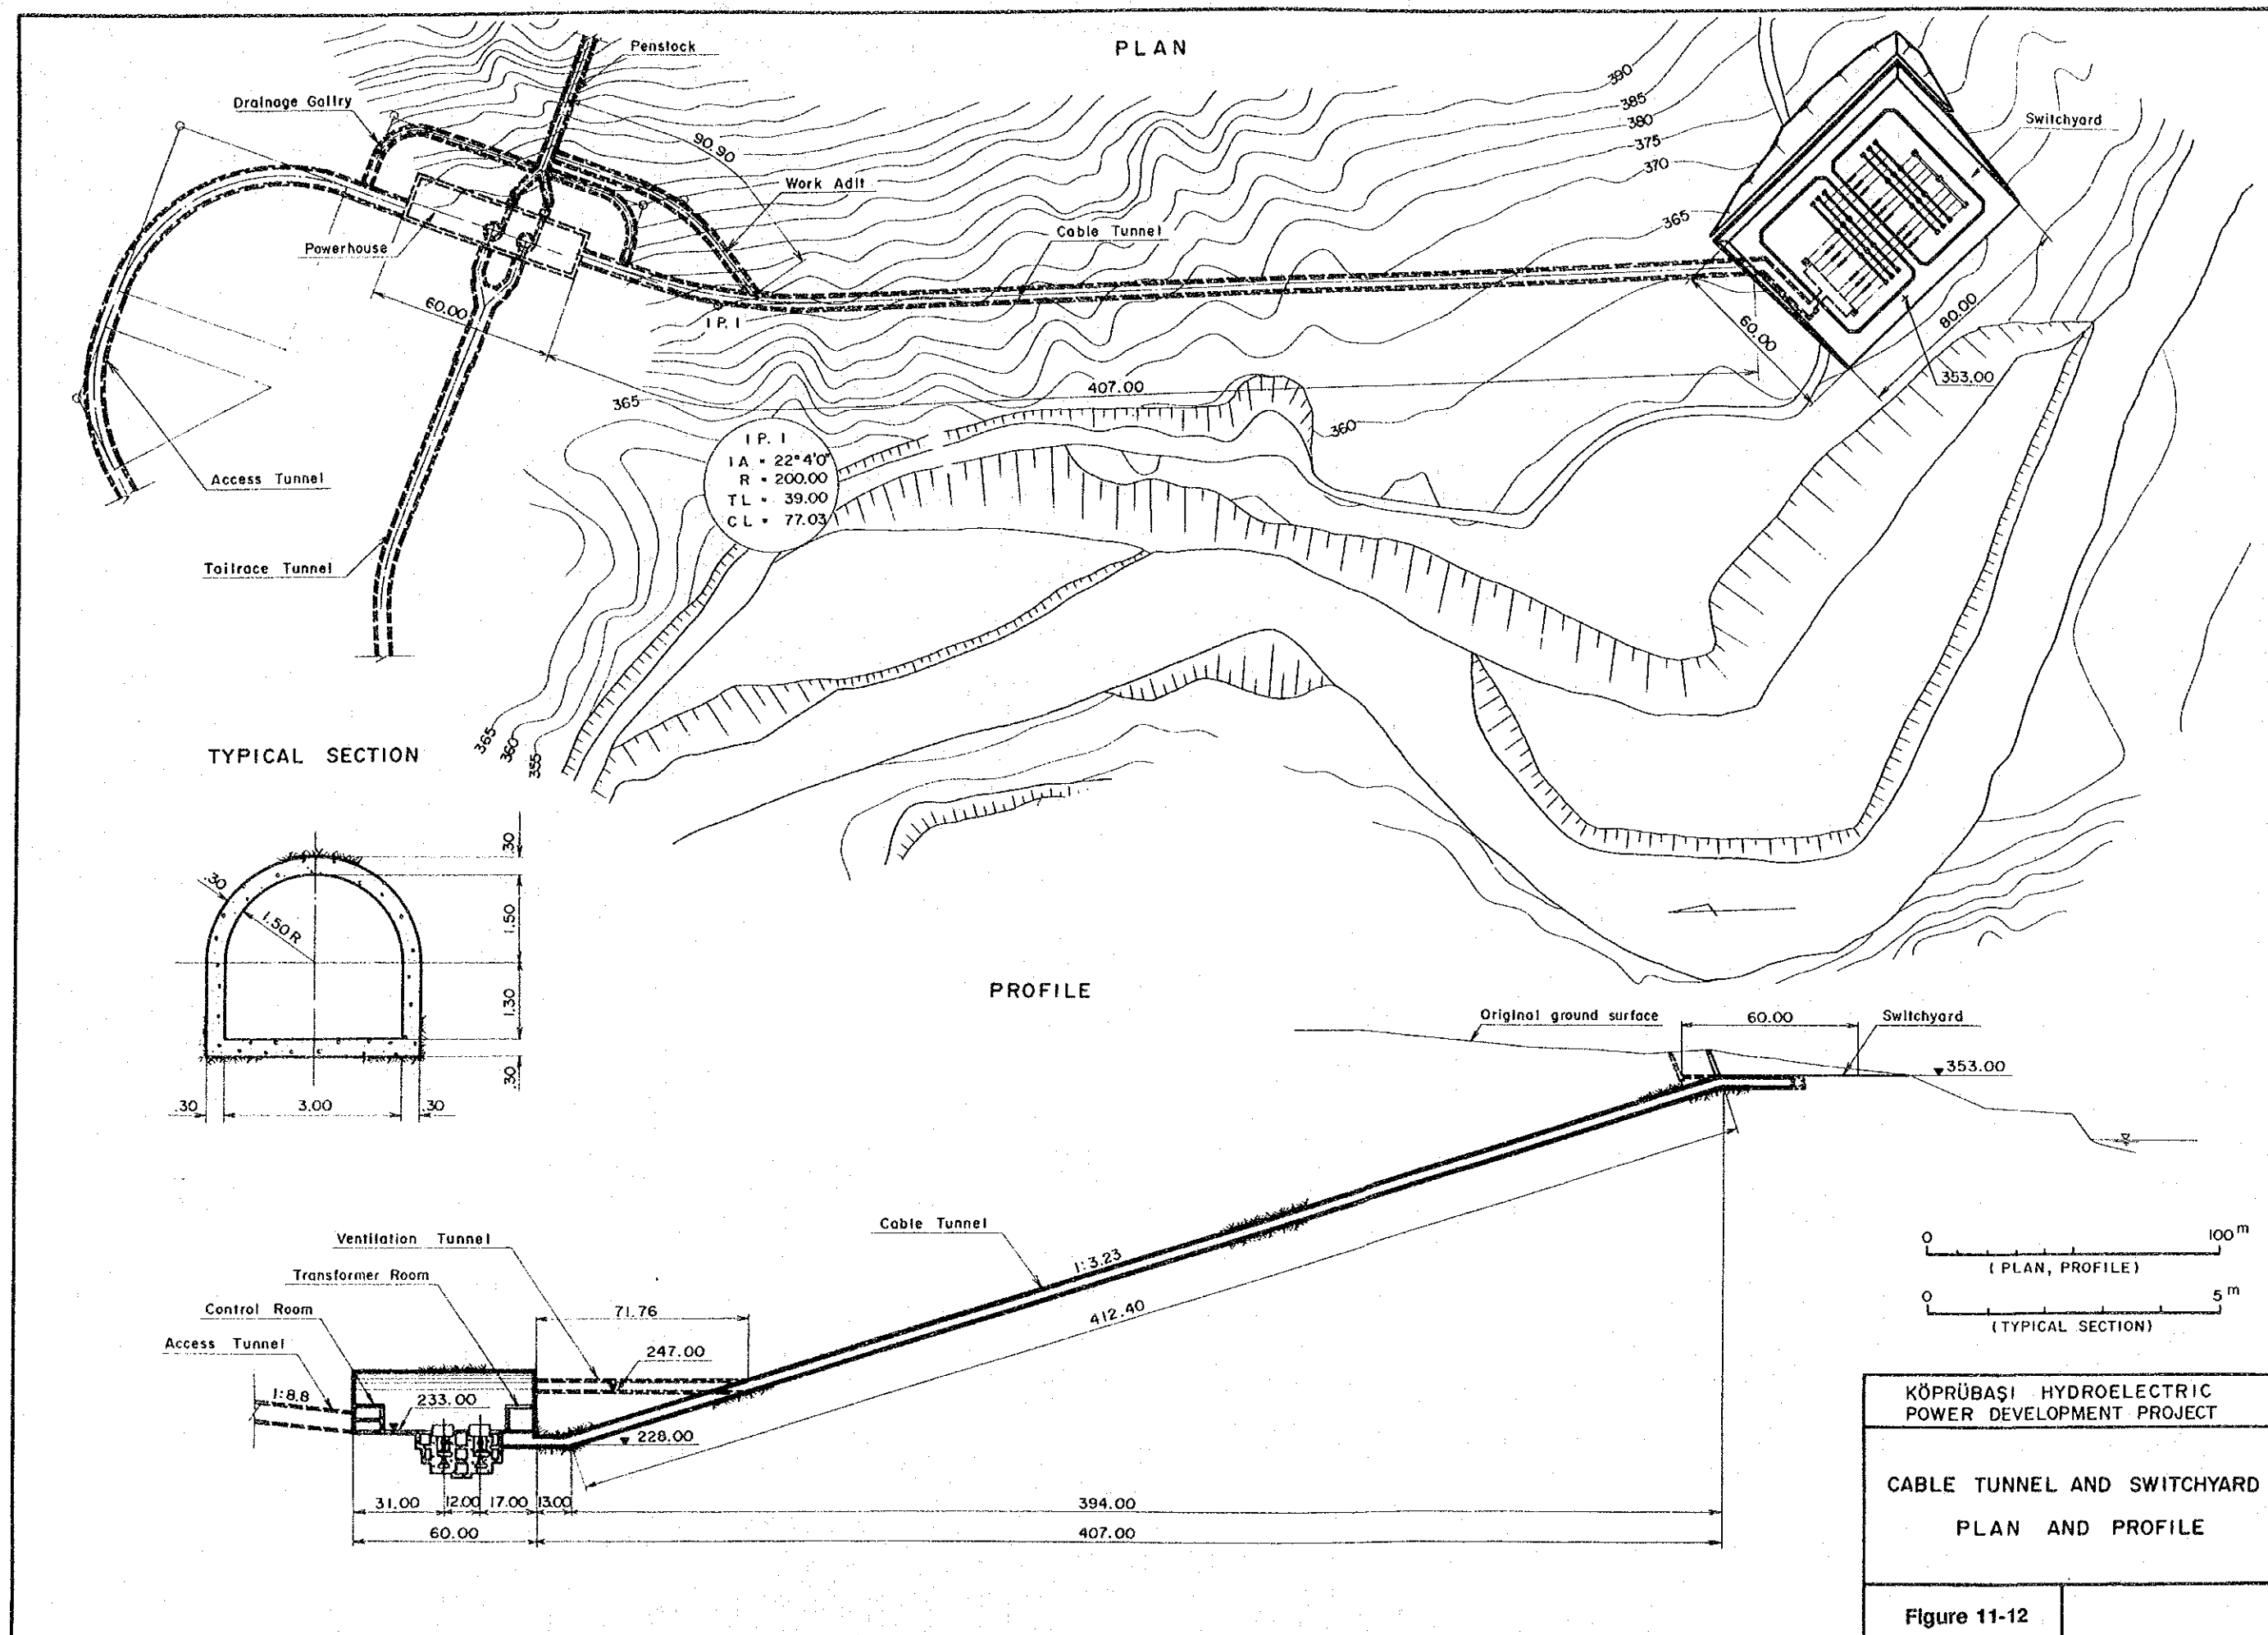 PLAN
Penstock
Drainage Gallry
90.90
Work Adit
Powerhouse
Cable Tunnel
60.00
I P. I
390
385
380
375
370
365
Switchyard
60.00
80.00
353.00
407.00
365
360
I P. I
I A = 22°4'0"
R = 200.00
T L = 39.00
C L = 77.03
Access Tunnel
Tailrace Tunnel
365
360
355
TYPICAL SECTION
.30
.30
1.50 R
1.50
1.30
.30
.30
3.00
.30
PROFILE
Original ground surface
60.00
Switchyard
353.00
Cable Tunnel
1:3.23
412.40
Ventilation Tunnel
Transformer Room
Control Room
Access Tunnel
71.76
247.00
1:8.8
233.00
228.00
31.00
12.00
17.00
13.00
394.00
60.00
407.00
0
100 m
( PLAN, PROFILE )
0
5 m
( TYPICAL SECTION )
KÖPRÜBAŞI HYDROELECTRIC
POWER DEVELOPMENT PROJECT
CABLE TUNNEL AND SWITCHYARD
PLAN AND PROFILE
Figure 11-12